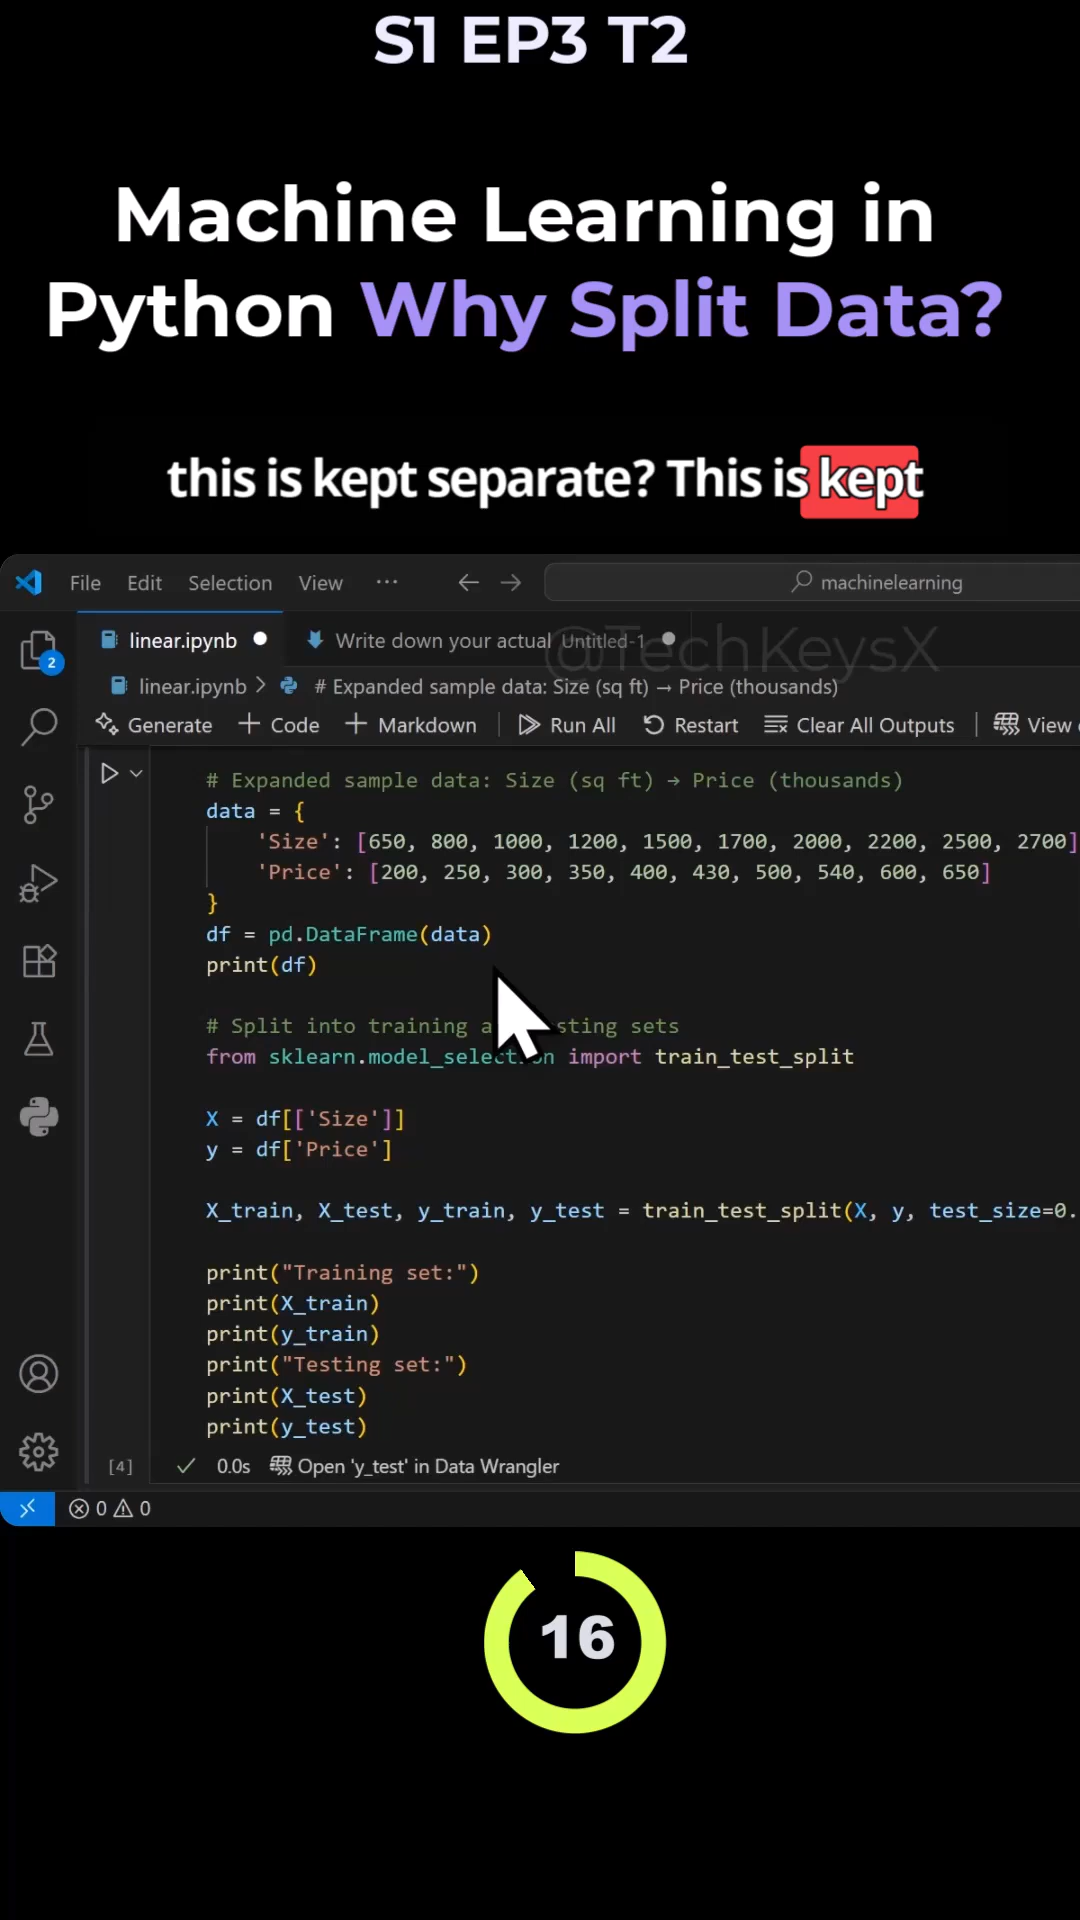 S1 EP3 T2
Machine Learning in
Python Why Split Data?
this is kept separate? This is kept
File Edit Selection View ··· machinelearning
2
linear.ipynb Write down your actual Untitled-1
@TechKeysX
linear.ipynb > # Expanded sample data: Size (sq ft) → Price (thousands)
Generate + Code + Markdown Run All Restart Clear All Outputs View
# Expanded sample data: Size (sq ft) → Price (thousands)
data = {
'Size': [650, 800, 1000, 1200, 1500, 1700, 2000, 2200, 2500, 2700]
'Price': [200, 250, 300, 350, 400, 430, 500, 540, 600, 650]
}
df = pd.DataFrame(data)
print(df)
# Split into training a sting sets
from sklearn.model_selection import train_test_split
X = df[['Size']]
y = df['Price']
X_train, X_test, y_train, y_test = train_test_split(X, y, test_size=0.
print("Training set:")
print(X_train)
print(y_train)
print("Testing set:")
print(X_test)
print(y_test)
[4] 0.0s Open 'y_test' in Data Wrangler
0 0
16